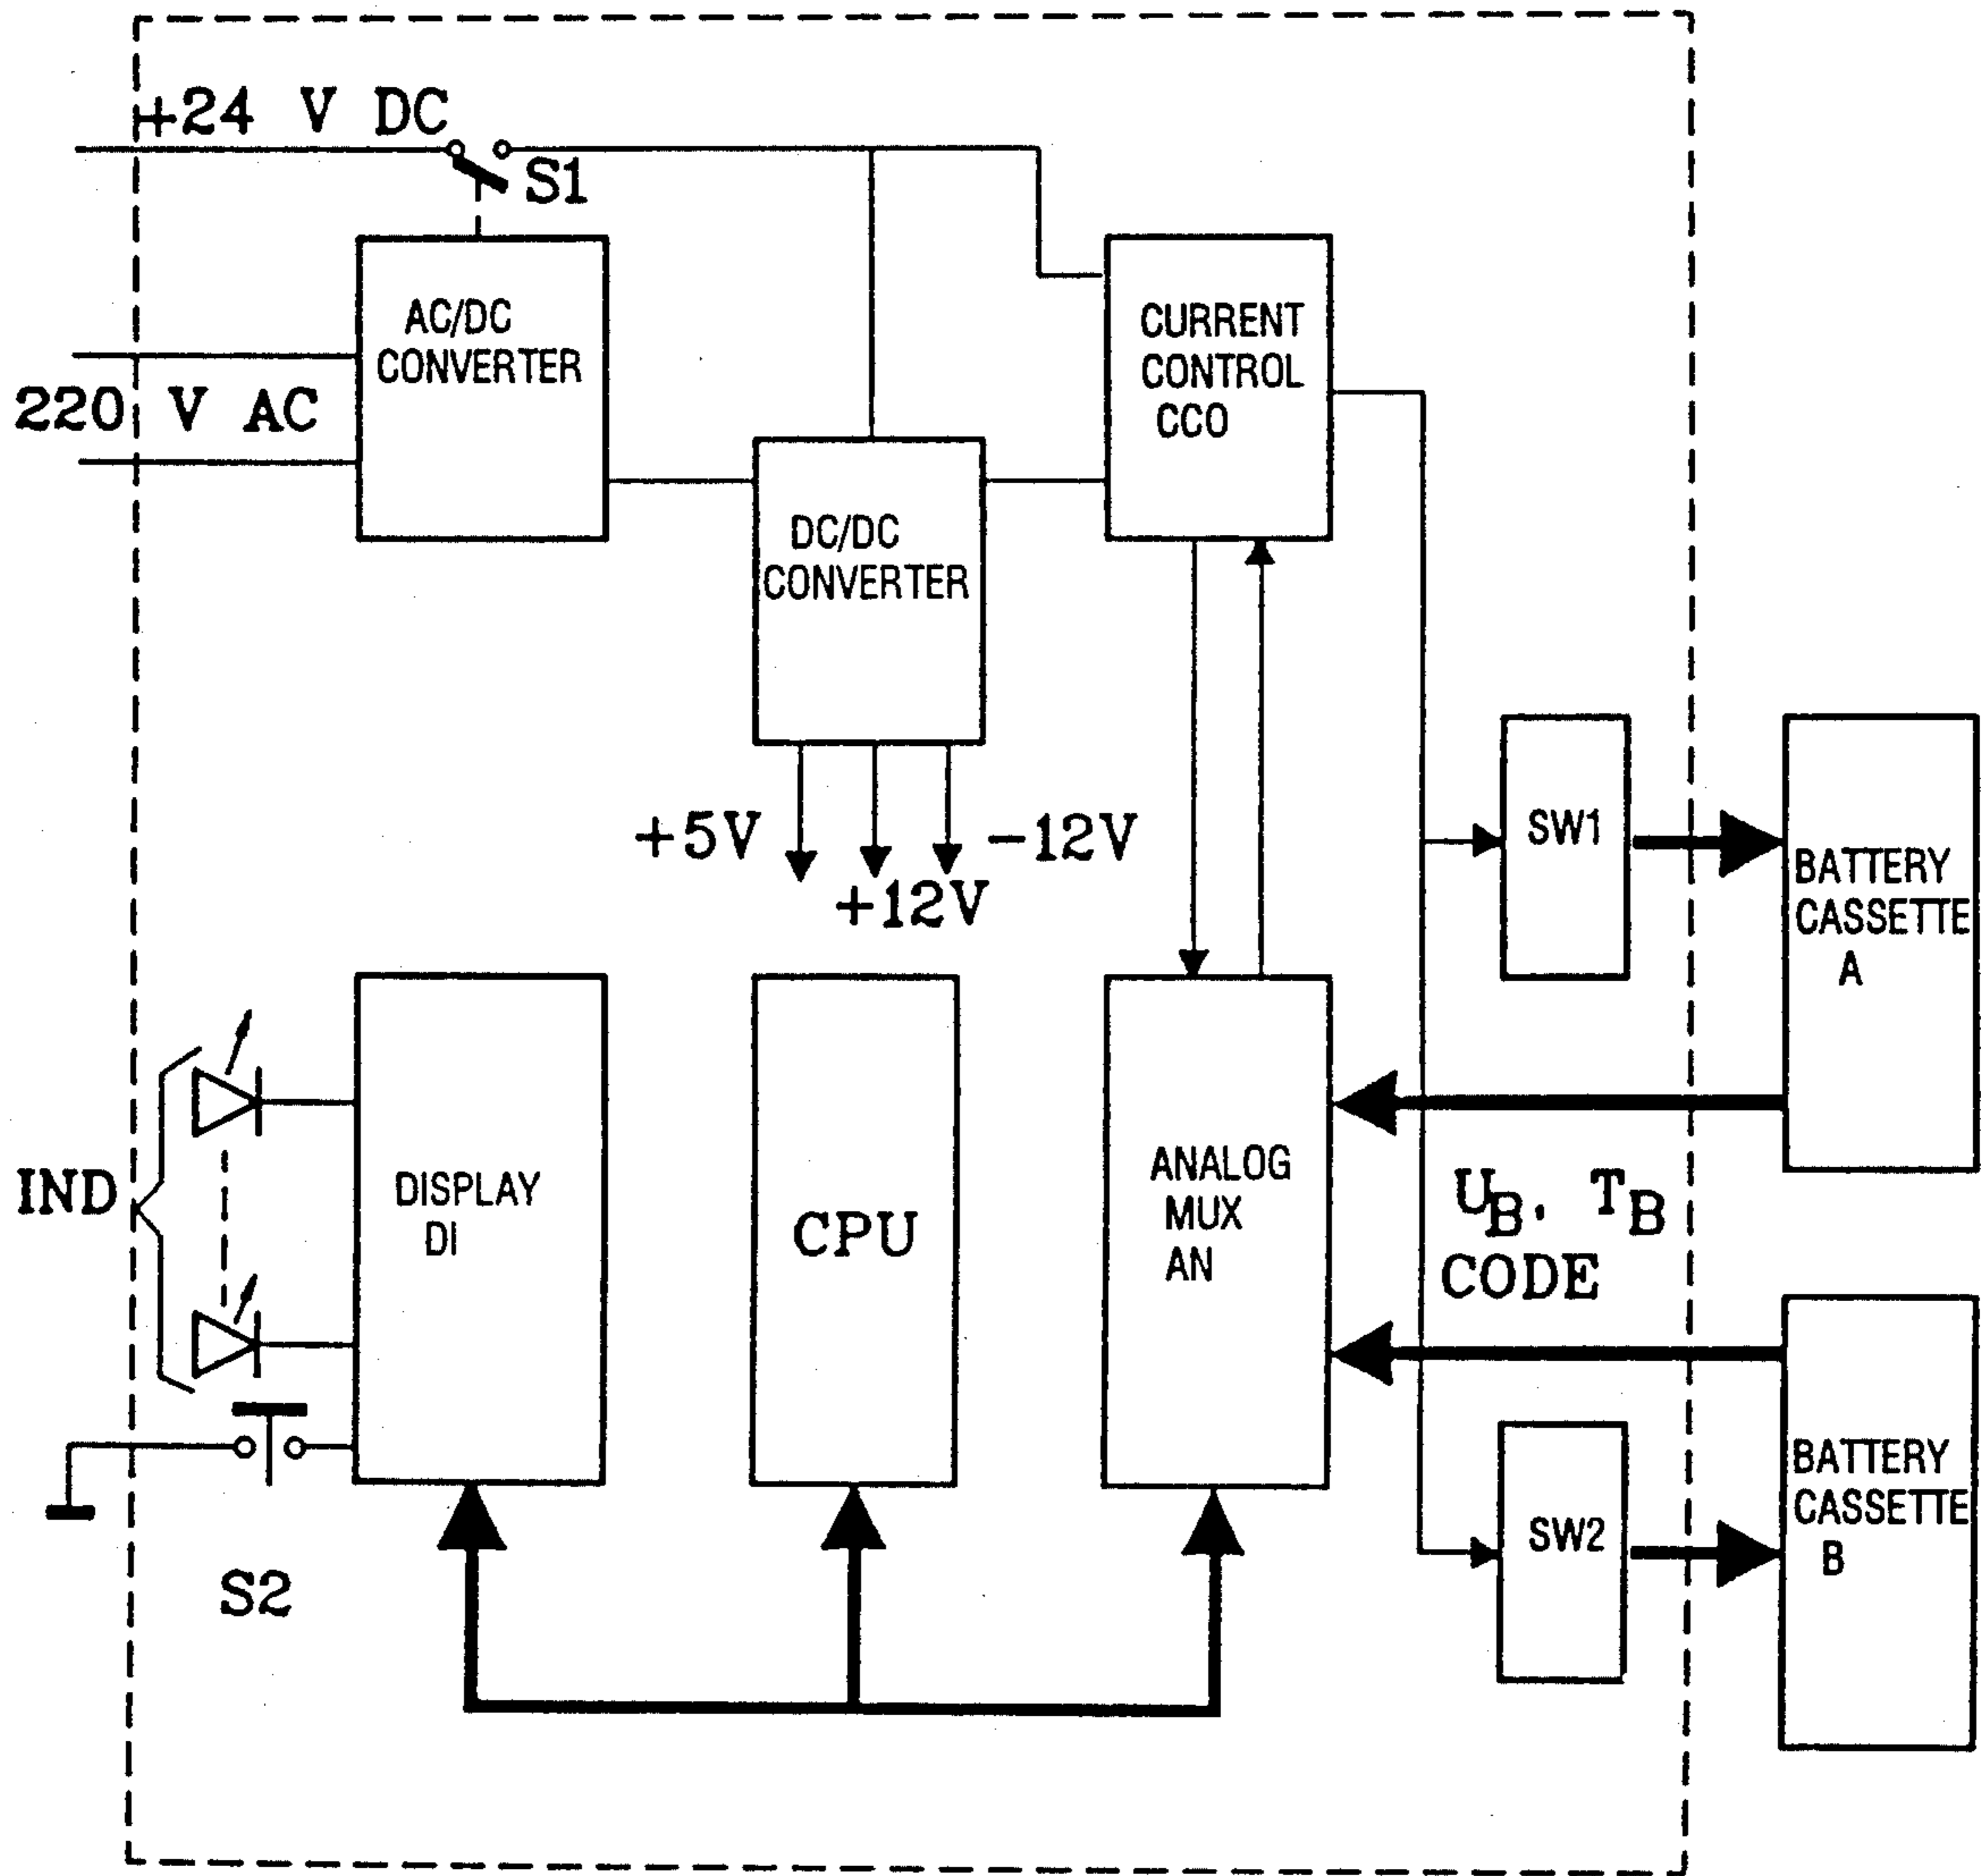 +24 V DC
S1
AC/DC
CONVERTER
220 V AC
CURRENT
CONTROL
CCO
DC/DC
CONVERTER
+5V
+12V
-12V
SW1
BATTERY
CASSETTE
A
IND
DISPLAY
DI
CPU
ANALOG
MUX
AN
UB. TB
CODE
SW2
BATTERY
CASSETTE
B
S2